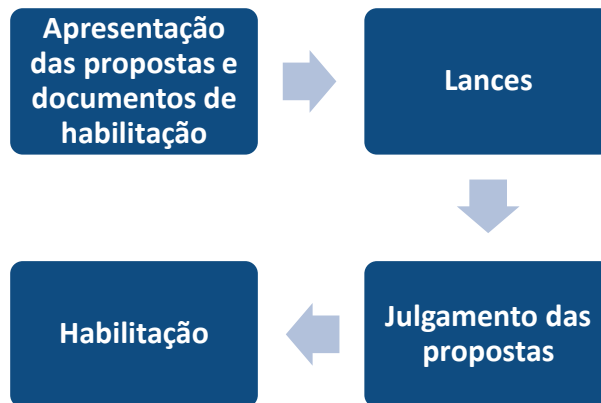 Apresentação
das propostas e
documentos de
habilitação
Lances
Julgamento das
propostas
Habilitação